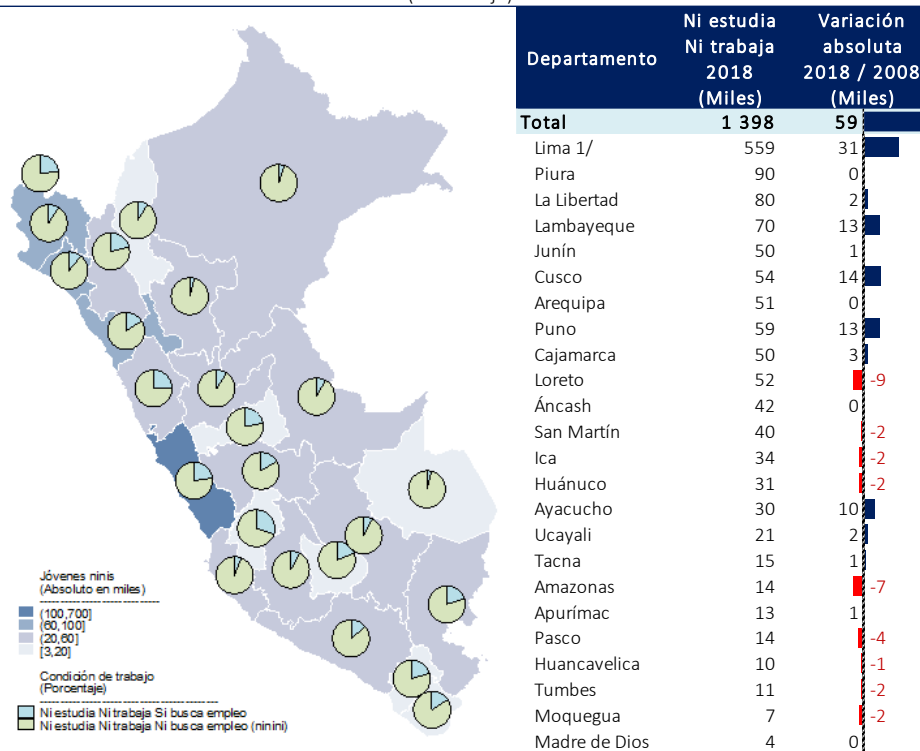 Departamento
Ni estudia
Ni trabaja
2018
(Miles)
Variación
absoluta
2018 / 2008
(Miles)
Total 1 398 59
Lima 1/ 559 31
Piura 90 0
La Libertad 80 2
Lambayeque 70 13
Junín 50 1
Cusco 54 14
Arequipa 51 0
Puno 59 13
Cajamarca 50 3
Loreto 52 -9
Áncash 42 0
San Martín 40 -2
Ica 34 -2
Huánuco 31 -2
Ayacucho 30 10
Ucayali 21 2
Tacna 15 1
Amazonas 14 -7
Apurímac 13 1
Pasco 14 -4
Huancavelica 10 -1
Tumbes 11 -2
Moquegua 7 -2
Madre de Dios 4 0
Jóvenes ninis
(Absoluto en miles)
(100,700]
(60,100]
(20,60]
[3,20]
Condición de trabajo
(Porcentaje)
Ni estudia Ni trabaja Si busca empleo
Ni estudia Ni trabaja Ni busca empleo (ninini)